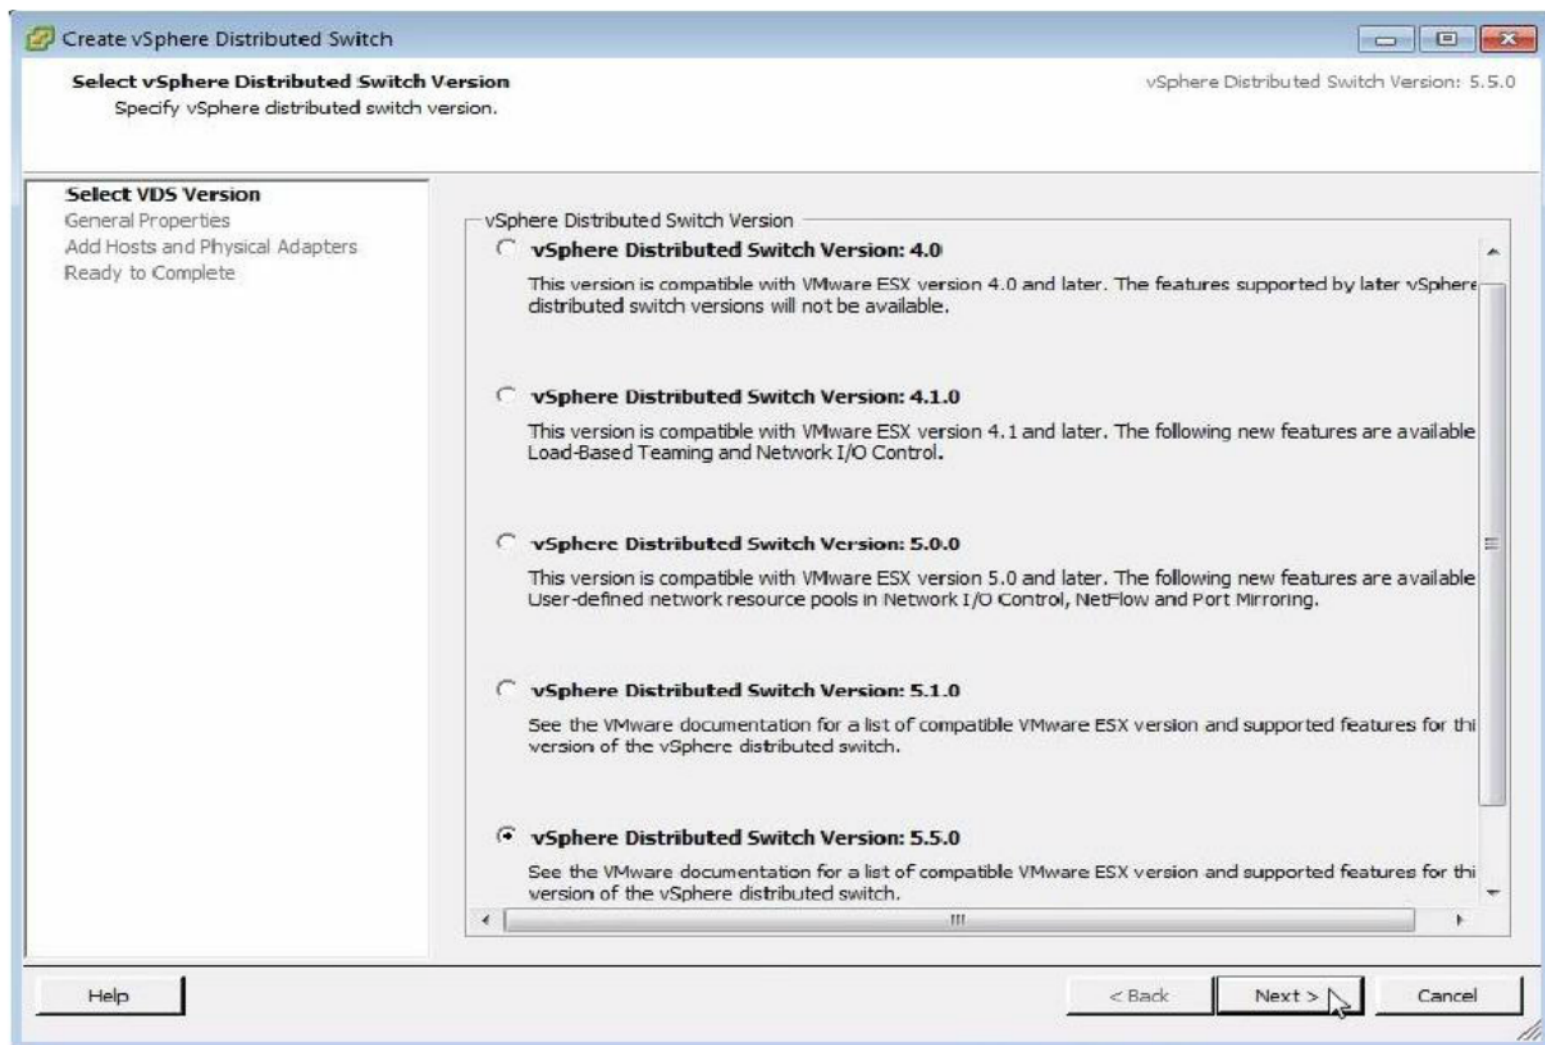 Create vSphere Distributed Switch
Select vSphere Distributed Switch Version
vSphere Distributed Switch Version: 5.5.0
Specify vSphere distributed switch version.
Select VDS Version
General Properties
Add Hosts and Physical Adapters
Ready to Complete
vSphere Distributed Switch Version
vSphere Distributed Switch Version: 4.0
This version is compatible with VMware ESX version 4.0 and later. The features supported by later vSphere
distributed switch versions will not be available.
vSphere Distributed Switch Version: 4.1.0
This version is compatible with VMware ESX version 4.1 and later. The following new features are available
Load-Based Teaming and Network I/O Control.
vSphere Distributed Switch Version: 5.0.0
This version is compatible with VMware ESX version 5.0 and later. The following new features are available
User-defined network resource pools in Network I/O Control, NetFlow and Port Mirroring.
vSphere Distributed Switch Version: 5.1.0
See the VMware documentation for a list of compatible VMware ESX version and supported features for thi
version of the vSphere distributed switch.
vSphere Distributed Switch Version: 5.5.0
See the VMware documentation for a list of compatible VMware ESX version and supported features for thi
version of the vSphere distributed switch.
Help
< Back
Next >
Cancel